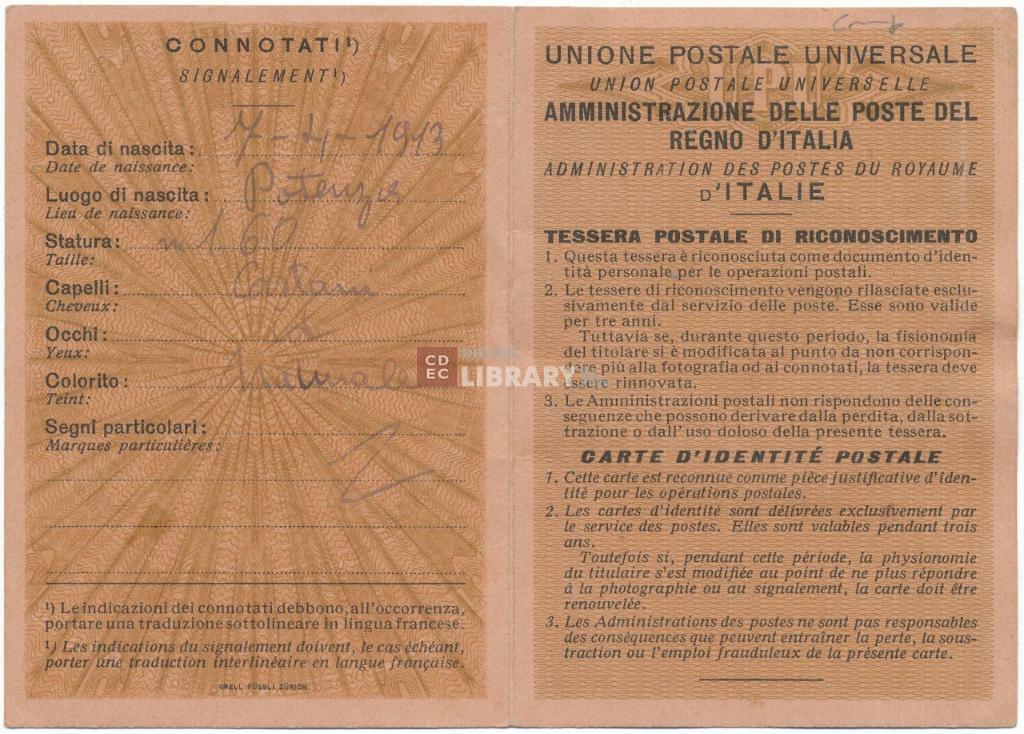 CONNOTATI¹)
SIGNALEMENT¹)
Data di nascita: 7-4-1913
Date de naissance:
Luogo di nascita: Potenza
Lieu de naissance:
Statura: m 1,60
Taille:
Capelli: Castani
Cheveux:
Occhi:
Yeux:
Colorito: Naturale
Teint:
Segni particolari:
Marques particulières:
¹) Le indicazioni dei connotati debbono, all'occorrenza,
portare una traduzione sottolineare in lingua francese.
¹) Les indications du signalement doivent, le cas échéant,
porter une traduction interlinéaire en langue française.
ORELL FÜSSLI, ZÜRICH
UNIONE POSTALE UNIVERSALE
UNION POSTALE UNIVERSELLE
AMMINISTRAZIONE DELLE POSTE DEL
REGNO D'ITALIA
ADMINISTRATION DES POSTES DU ROYAUME
D'ITALIE
TESSERA POSTALE DI RICONOSCIMENTO
1. Questa tessera è riconosciuta come documento d'iden-
tità personale per le operazioni postali.
2. Le tessere di riconoscimento vengono rilasciate esclu-
sivamente dal servizio delle poste. Esse sono valide
per tre anni.
Tuttavia se, durante questo periodo, la fisionomia
del titolare si è modificata al punto da non corrispon-
dere più alla fotografia od ai connotati, la tessera deve
essere rinnovata.
3. Le Amministrazioni postali non rispondono delle con-
seguenze che possono derivare dalla perdita, dalla sot-
trazione o dall'uso doloso della presente tessera.
CARTE D'IDENTITÉ POSTALE
1. Cette carte est reconnue comme pièce justificative d'iden-
tité pour les opérations postales.
2. Les cartes d'identité sont délivrées exclusivement par
le service des postes. Elles sont valables pendant trois
ans.
Toutefois si, pendant cette période, la physionomie
du titulaire s'est modifiée au point de ne plus répondre
à la photographie ou au signalement, la carte doit être
renouvelée.
3. Les Administrations des postes ne sont pas responsables
des conséquences que peuvent entraîner la perte, la sous-
traction ou l'emploi frauduleux de la présente carte.
CD
EC
LIBRARY